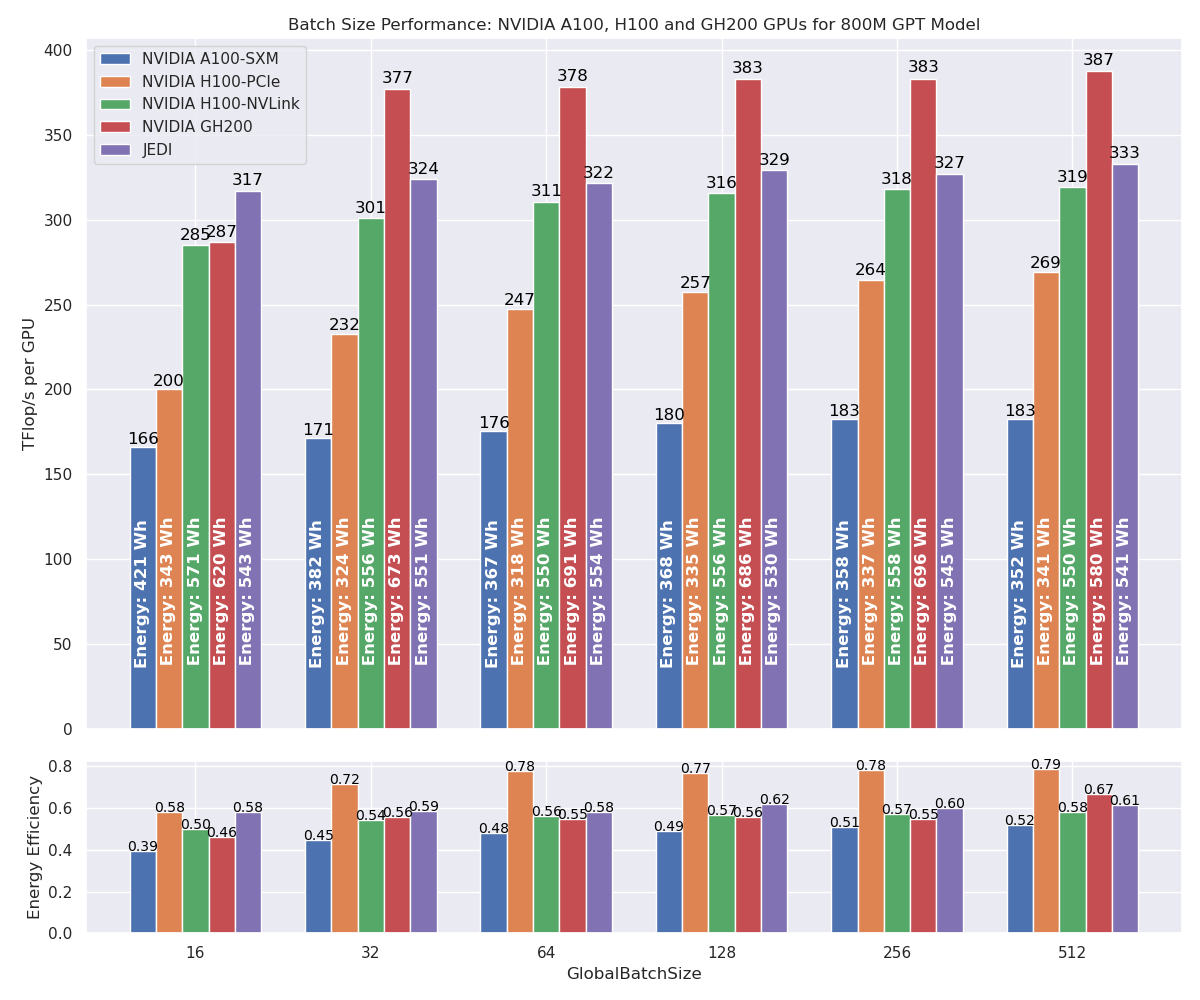 Batch Size Performance: NVIDIA A100, H100 and GH200 GPUs for 800M GPT Model
NVIDIA A100-SXM
NVIDIA H100-PCIe
NVIDIA H100-NVLink
NVIDIA GH200
JEDI
TFlop/s per GPU
400
350
300
250
200
150
100
50
0
166
200
285
287
317
171
232
301
377
324
176
247
311
378
322
180
257
316
383
329
183
264
318
383
327
183
269
319
387
333
Energy: 421 Wh
Energy: 343 Wh
Energy: 571 Wh
Energy: 620 Wh
Energy: 543 Wh
Energy: 382 Wh
Energy: 324 Wh
Energy: 556 Wh
Energy: 673 Wh
Energy: 551 Wh
Energy: 367 Wh
Energy: 318 Wh
Energy: 550 Wh
Energy: 691 Wh
Energy: 554 Wh
Energy: 368 Wh
Energy: 335 Wh
Energy: 556 Wh
Energy: 686 Wh
Energy: 530 Wh
Energy: 358 Wh
Energy: 337 Wh
Energy: 558 Wh
Energy: 696 Wh
Energy: 545 Wh
Energy: 352 Wh
Energy: 341 Wh
Energy: 550 Wh
Energy: 580 Wh
Energy: 541 Wh
Energy Efficiency
0.8
0.6
0.4
0.2
0.0
0.39
0.58
0.50
0.46
0.58
0.45
0.72
0.54
0.56
0.59
0.48
0.78
0.56
0.55
0.58
0.49
0.77
0.57
0.56
0.62
0.51
0.78
0.57
0.55
0.60
0.52
0.79
0.58
0.67
0.61
16
32
64
128
256
512
GlobalBatchSize